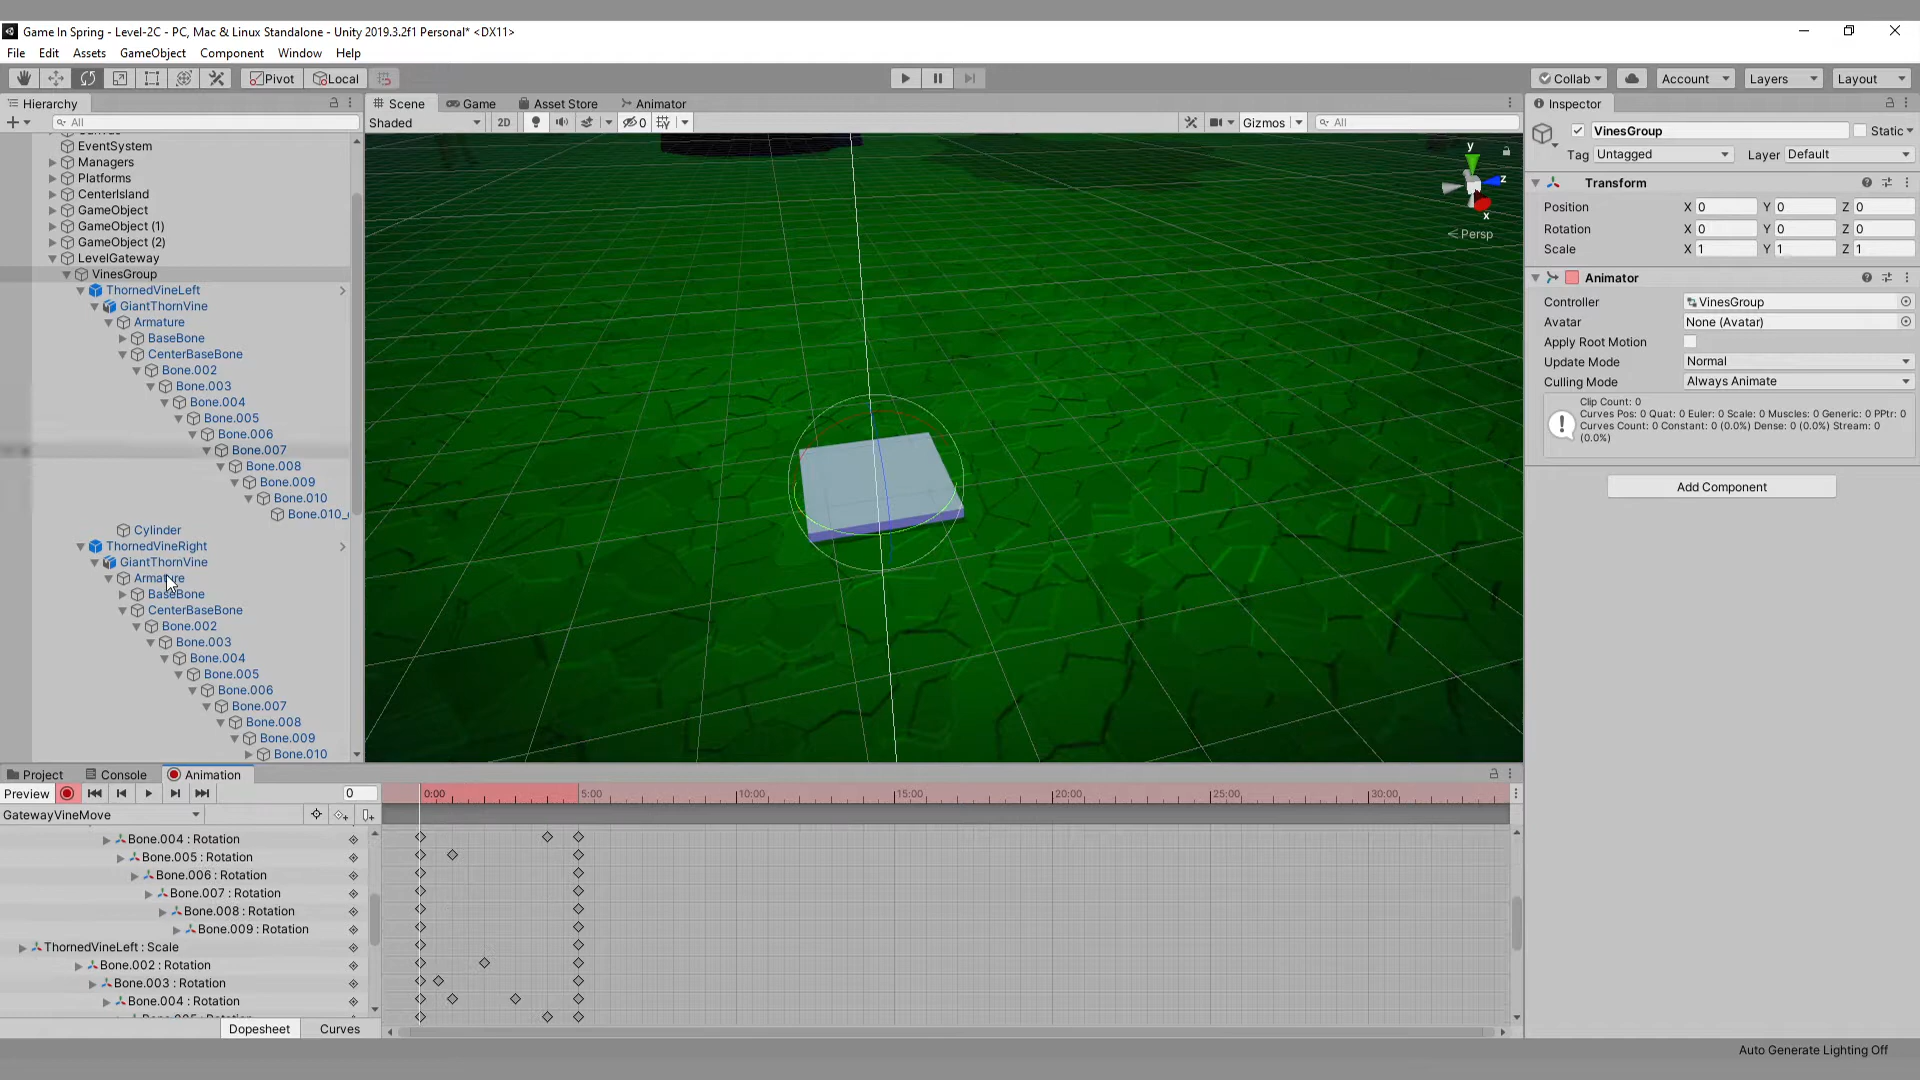 Game In Spring - Level-2C - PC, Mac & Linux Standalone - Unity 2019.3.2f1 Personal* <DX11>
File Edit Assets GameObject Component Window Help
Pivot Local Collab Account Layers Layout
Hierarchy Scene Game Asset Store Animator Inspector
All Shaded 2D 0 Gizmos All
EventSystem
Managers
Platforms
CenterIsland
GameObject
GameObject (1)
GameObject (2)
LevelGateway
VinesGroup
ThornedVineLeft
GiantThornVine
Armature
BaseBone
CenterBaseBone
Bone.002
Bone.003
Bone.004
Bone.005
Bone.006
Bone.007
Bone.008
Bone.009
Bone.010
Bone.010_
Cylinder
ThornedVineRight
GiantThornVine
Armature
BaseBone
CenterBaseBone
Bone.002
Bone.003
Bone.004
Bone.005
Bone.006
Bone.007
Bone.008
Bone.009
Bone.010
y
z
x
Persp
VinesGroup Static
Tag Untagged Layer Default
Transform
Position X 0 Y 0 Z 0
Rotation X 0 Y 0 Z 0
Scale X 1 Y 1 Z 1
Animator
Controller VinesGroup
Avatar None (Avatar)
Apply Root Motion
Update Mode Normal
Culling Mode Always Animate
Clip Count: 0
Curves Pos: 0 Quat: 0 Euler: 0 Scale: 0 Muscles: 0 Generic: 0 PPtr: 0
Curves Count: 0 Constant: 0 (0.0%) Dense: 0 (0.0%) Stream: 0
(0.0%)
Add Component
Project Console Animation
Preview 0 0:00 5:00 10:00 15:00 20:00 25:00 30:00
GatewayVineMove
Bone.004 : Rotation
Bone.005 : Rotation
Bone.006 : Rotation
Bone.007 : Rotation
Bone.008 : Rotation
Bone.009 : Rotation
ThornedVineLeft : Scale
Bone.002 : Rotation
Bone.003 : Rotation
Bone.004 : Rotation
Dopesheet Curves
Auto Generate Lighting Off